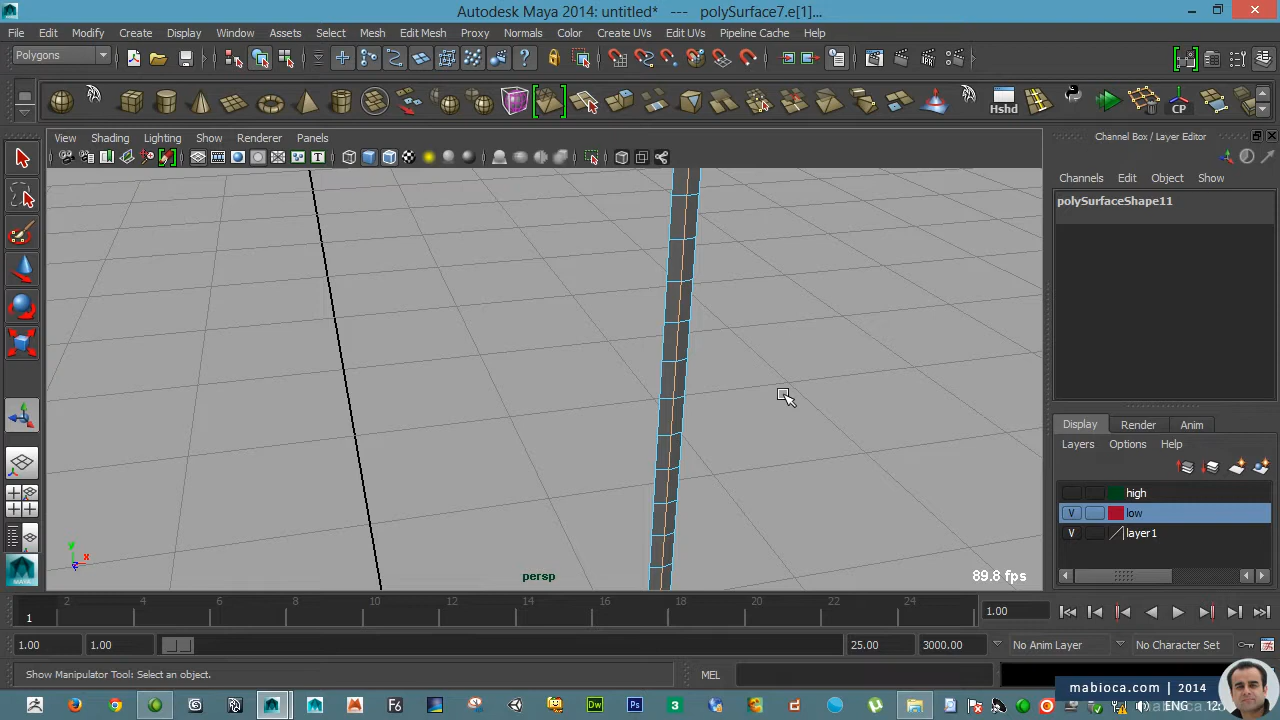 Autodesk Maya 2014: untitled* --- polySurface7.e[1]...
File Edit Modify Create Display Window Assets Select Mesh Edit Mesh Proxy Normals Color Create UVs Edit UVs Pipeline Cache Help
Polygons
Hshd
CP
View Shading Lighting Show Renderer Panels
Channel Box / Layer Editor
Channels Edit Object Show
polySurfaceShape11
Display Render Anim
Layers Options Help
high
V low
V layer1
y
x
z
persp
89.8 fps
2 4 6 8 10 12 14 16 18 20 22 24
1
1.00
1.00 1.00 25.00 3000.00 No Anim Layer No Character Set
Show Manipulator Tool: Select an object.
MEL
ENG
mabioca.com | 2014